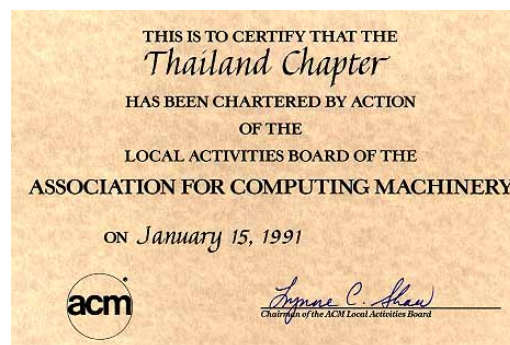 THIS IS TO CERTIFY THAT THE
Thailand Chapter
HAS BEEN CHARTERED BY ACTION
OF THE
LOCAL ACTIVITIES BOARD OF THE
ASSOCIATION FOR COMPUTING MACHINERY
ON January 15, 1991
acm
Lynne C. Shaw
Chairman of the ACM Local Activities Board